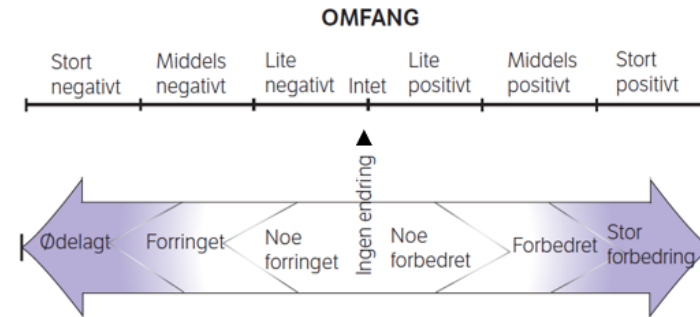 OMFANG
Stort negativt
Middels negativt
Lite negativt
Intet
Lite positivt
Middels positivt
Stort positivt
Ødelagt
Forringet
Noe forringet
Ingen endring
Noe forbedret
Forbedret
Stor forbedring